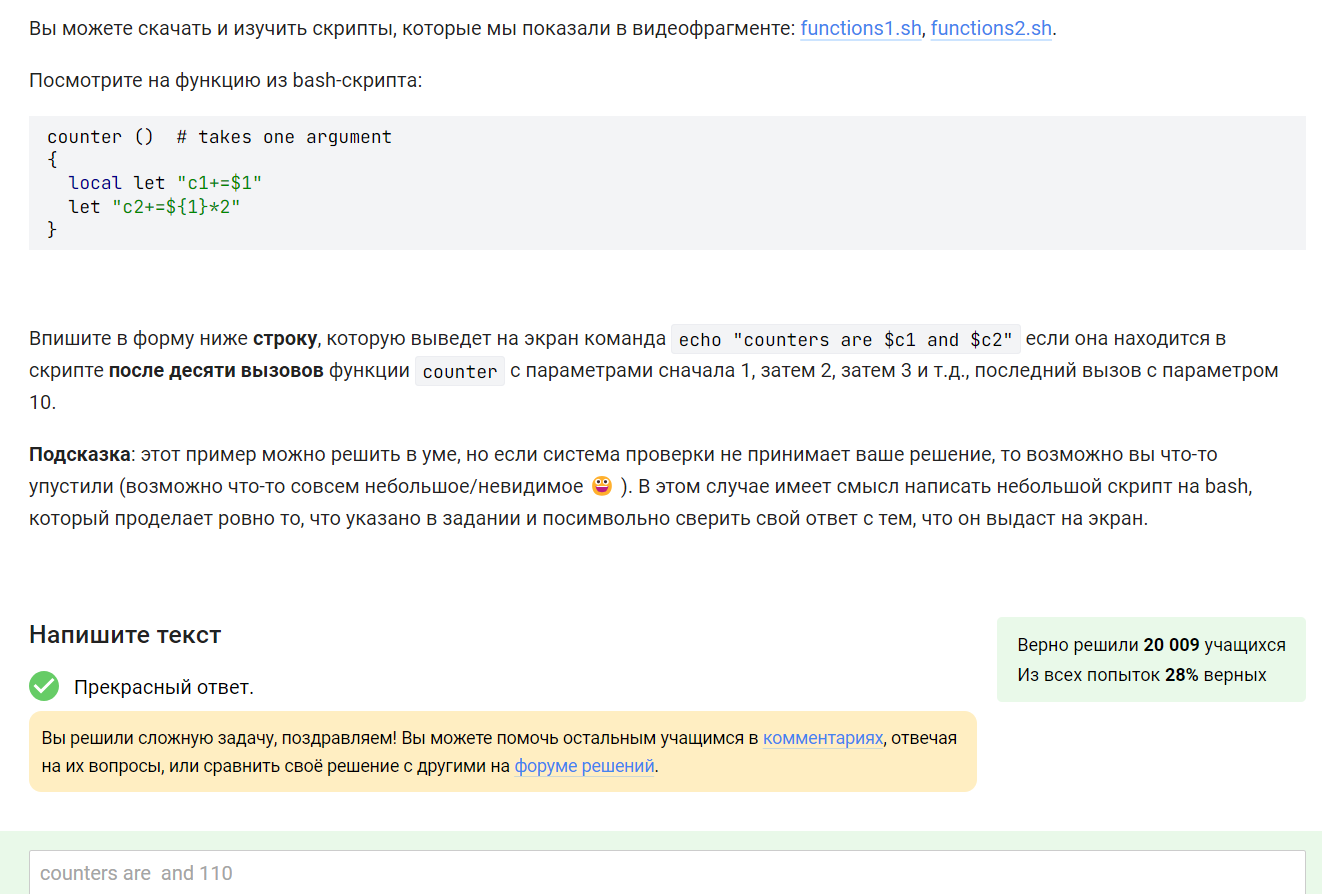 Вы можете скачать и изучить скрипты, которые мы показали в видеофрагменте: functions1.sh, functions2.sh.
Посмотрите на функцию из bash-скрипта:
counter ()  # takes one argument
{
  local let "c1+=$1"
  let "c2+=${1}*2"
}
Впишите в форму ниже строку, которую выведет на экран команда echo "counters are $c1 and $c2" если она находится в
скрипте после десяти вызовов функции counter с параметрами сначала 1, затем 2, затем 3 и т.д., последний вызов с параметром
10.
Подсказка: этот пример можно решить в уме, но если система проверки не принимает ваше решение, то возможно вы что-то
упустили (возможно что-то совсем небольшое/невидимое 😀 ). В этом случае имеет смысл написать небольшой скрипт на bash,
который проделает ровно то, что указано в задании и посимвольно сверить свой ответ с тем, что он выдаст на экран.
Напишите текст
Верно решили 20 009 учащихся
Из всех попыток 28% верных
Прекрасный ответ.
Вы решили сложную задачу, поздравляем! Вы можете помочь остальным учащимся в комментариях, отвечая
на их вопросы, или сравнить своё решение с другими на форуме решений.
counters are  and 110